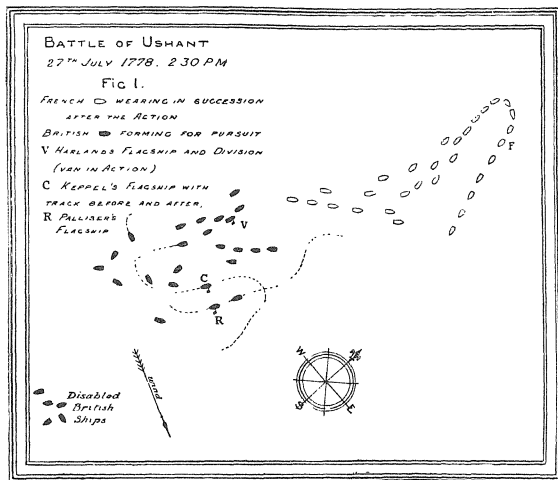 BATTLE OF USHANT
27TH JULY 1778. 2 30 PM
FIG 1.
FRENCH WEARING IN SUCCESSION
AFTER THE ACTION
BRITISH FORMING FOR PURSUIT
V HARLANDS FLAGSHIP AND DIVISION
(VAN IN ACTION)
C KEPPEL'S FLAGSHIP WITH
TRACK BEFORE AND AFTER,
R PALLISER'S
FLAGSHIP
F
V
C
R
Wind
W
E
Disabled
British
Ships